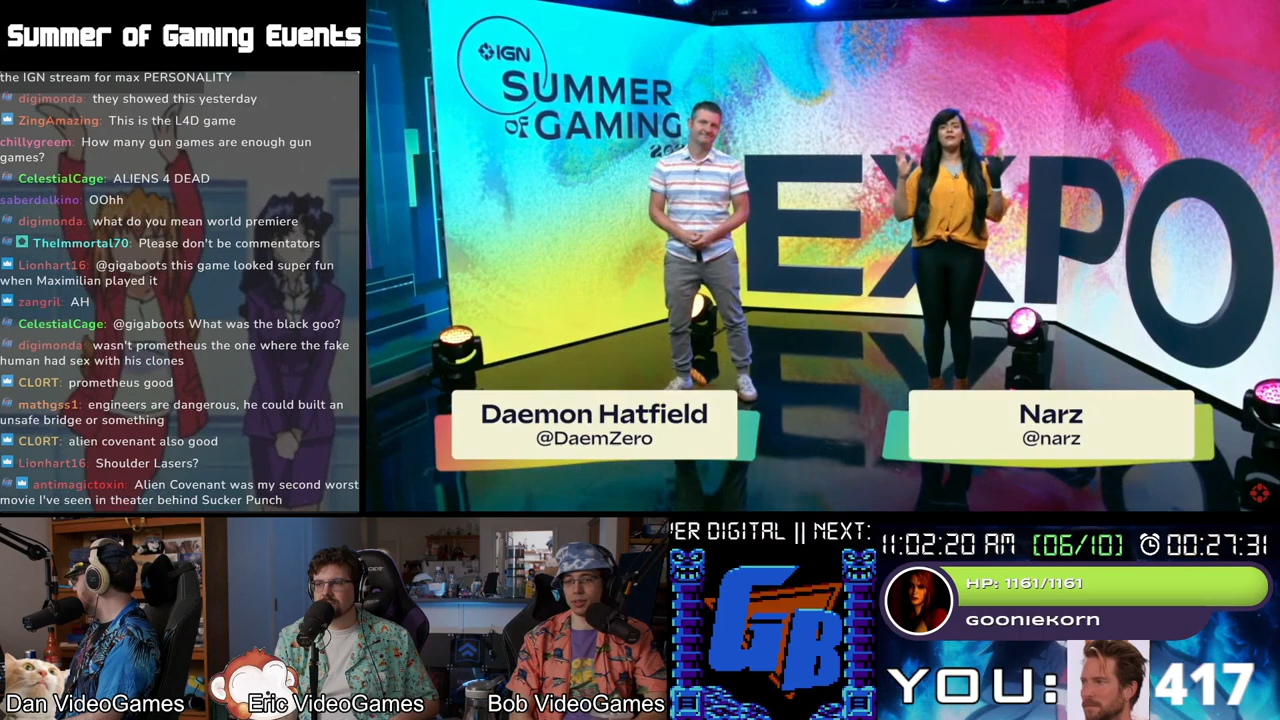 Summer of Gaming Events
the IGN stream for max PERSONALITY
digimonda: they showed this yesterday
ZingAmazing: This is the L4D game
chillygreem: How many gun games are enough gun
games?
CelestialCage: ALIENS 4 DEAD
saberdelkino: OOhh
digimonda: what do you mean world premiere
TheImmortal70: Please don't be commentators
Lionhart16: @gigaboots this game looked super fun
when Maximilian played it
zangril: AH
CelestialCage: @gigaboots What was the black goo?
digimonda: wasn't prometheus the one where the fake
human had sex with his clones
CL0RT: prometheus good
mathgss1: engineers are dangerous, he could built an
unsafe bridge or something
CL0RT: alien covenant also good
Lionhart16: Shoulder Lasers?
antimagictoxin: Alien Covenant was my second worst
movie I've seen in theater behind Sucker Punch
IGN
SUMMER
OF GAMING
EXPO
Daemon Hatfield
@DaemZero
Narz
@narz
Dan VideoGames
Eric VideoGames
Bob VideoGames
ER DIGITAL || NEXT:
GB
11:02:20 AM [06/10] 00:27:31
HP: 1161/1161
GOONIEKORN
YOU: 417